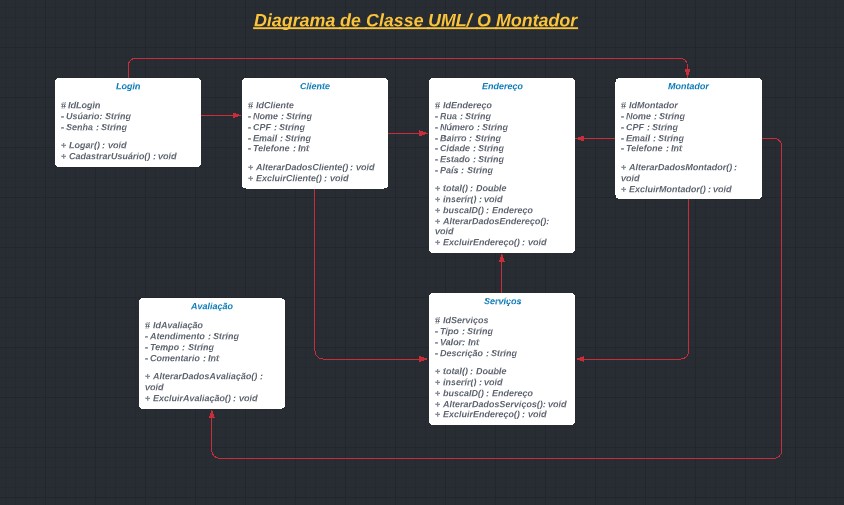 Diagrama de Classe UML/ O Montador
Login
# IdLogin
- Usúario: String
- Senha : String
+ Logar() : void
+ CadastrarUsuário() : void
Cliente
# IdCliente
- Nome : String
- CPF : String
- Email : String
- Telefone : Int
+ AlterarDadosCliente() : void
+ ExcluirCliente() : void
Endereço
# IdEndereço
- Rua : String
- Número : String
- Bairro : String
- Cidade : String
- Estado : String
- País : String
+ total() : Double
+ inserir() : void
+ buscaID() : Endereço
+ AlterarDadosEndereço():
void
+ ExcluirEndereço() : void
Montador
# IdMontador
- Nome : String
- CPF : String
- Email : String
- Telefone : Int
+ AlterarDadosMontador() :
void
+ ExcluirMontador() : void
Avaliação
# IdAvaliação
- Atendimento : String
- Tempo : String
- Comentario : Int
+ AlterarDadosAvaliação() :
void
+ ExcluirAvaliação() : void
Serviços
# IdServiços
- Tipo : String
- Valor: Int
- Descrição : String
+ total() : Double
+ inserir() : void
+ buscaID() : Endereço
+ AlterarDadosServiços(): void
+ ExcluirEndereço() : void